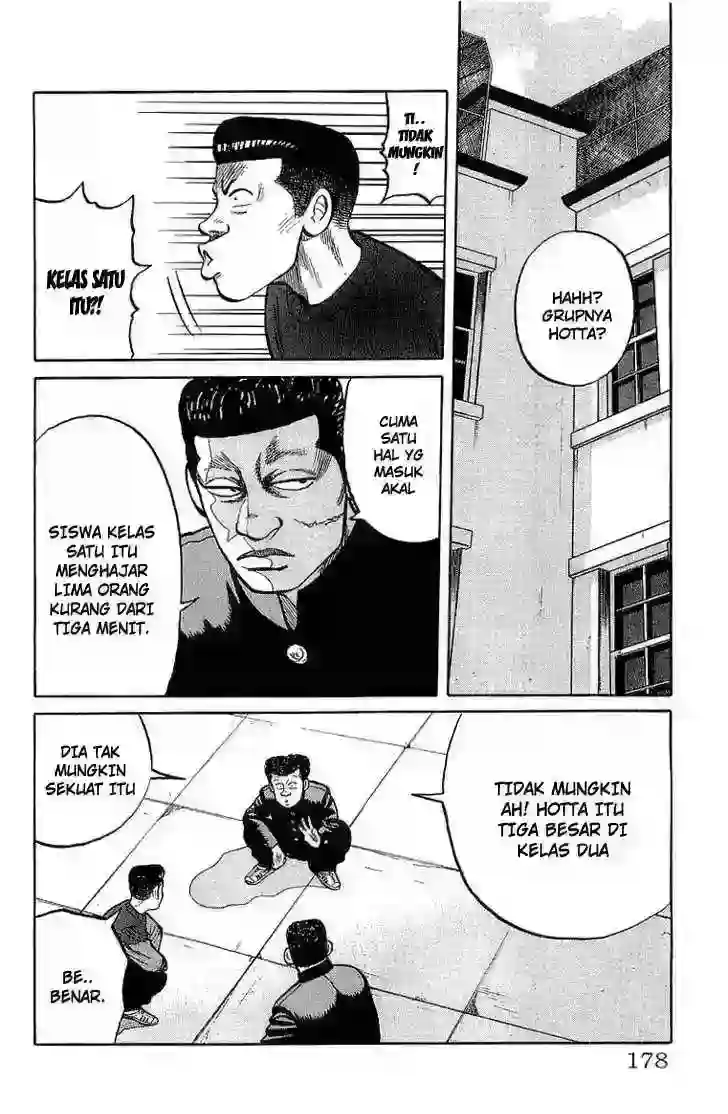 HAHH?
GRUPNYA
HOTTA?
TI..
TIDAK
MUNGKIN
!
KELAS SATU
ITU?!
CUMA
SATU
HAL YG
MASUK
AKAL
SISWA KELAS
SATU ITU
MENGHAJAR
LIMA ORANG
KURANG DARI
TIGA MENIT.
TIDAK MUNGKIN
AH! HOTTA ITU
TIGA BESAR DI
KELAS DUA
DIA TAK
MUNGKIN
SEKUAT ITU
BE..
BENAR.
178